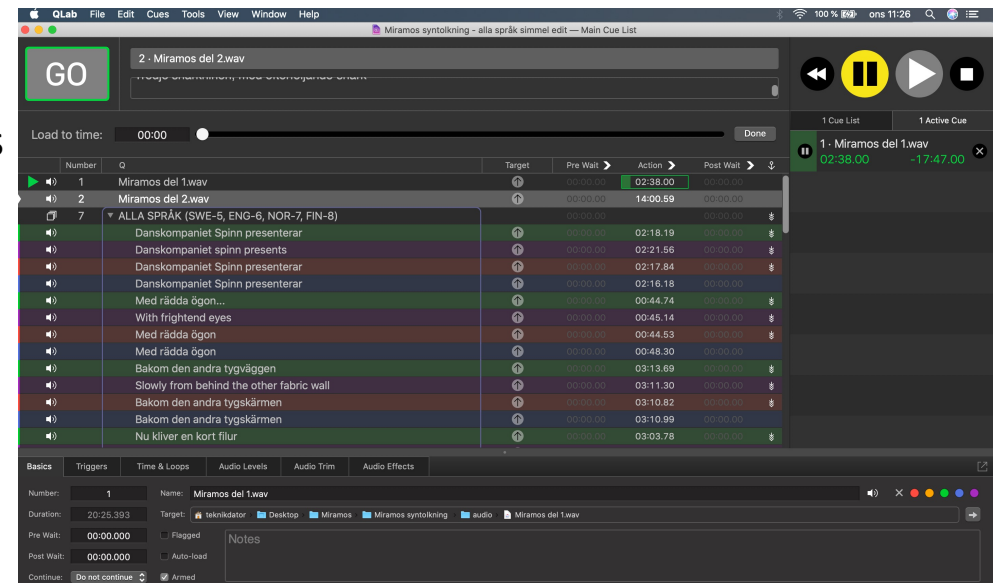 QLab File Edit Cues Tools View Window Help 100 % ons 11:26
Miramos syntolkning - alla språk simmel edit — Main Cue List
GO
2 · Miramos del 2.wav
s
Load to time: 00:00 Done
1 Cue List 1 Active Cue
1 · Miramos del 1.wav
02:38.00 -17:47.00
Number Q Target Pre Wait Action Post Wait
1 Miramos del 1.wav 00:00.00 02:38.00 00:00.00
2 Miramos del 2.wav 00:00.00 14:00.59 00:00.00
7 ALLA SPRÅK (SWE-5, ENG-6, NOR-7, FIN-8) 00:00.00 00:00.00
Danskompaniet Spinn presenterar 00:00.00 02:18.19 00:00.00
Danskompaniet spinn presents 00:00.00 02:21.56 00:00.00
Danskompaniet Spinn presenterar 00:00.00 02:17.84 00:00.00
Danskompaniet Spinn presenterar 00:00.00 02:16.18 00:00.00
Med rädda ögon... 00:00.00 00:44.74 00:00.00
With frightend eyes 00:00.00 00:45.14 00:00.00
Med rädda ögon 00:00.00 00:44.53 00:00.00
Med rädda ögon 00:00.00 00:48.30 00:00.00
Bakom den andra tygväggen 00:00.00 03:13.69 00:00.00
Slowly from behind the other fabric wall 00:00.00 03:11.30 00:00.00
Bakom den andra tygskärmen 00:00.00 03:10.82 00:00.00
Bakom den andra tygskärmen 00:00.00 03:10.99 00:00.00
Nu kliver en kort filur 00:00.00 03:03.78 00:00.00
Basics Triggers Time & Loops Audio Levels Audio Trim Audio Effects
Number: 1 Name: Miramos del 1.wav
Duration: 20:25.393 Target: teknikdator Desktop Miramos Miramos syntolkning audio Miramos del 1.wav
Pre Wait: 00:00.000 Flagged Notes
Post Wait: 00:00.000 Auto-load
Continue: Do not continue Armed